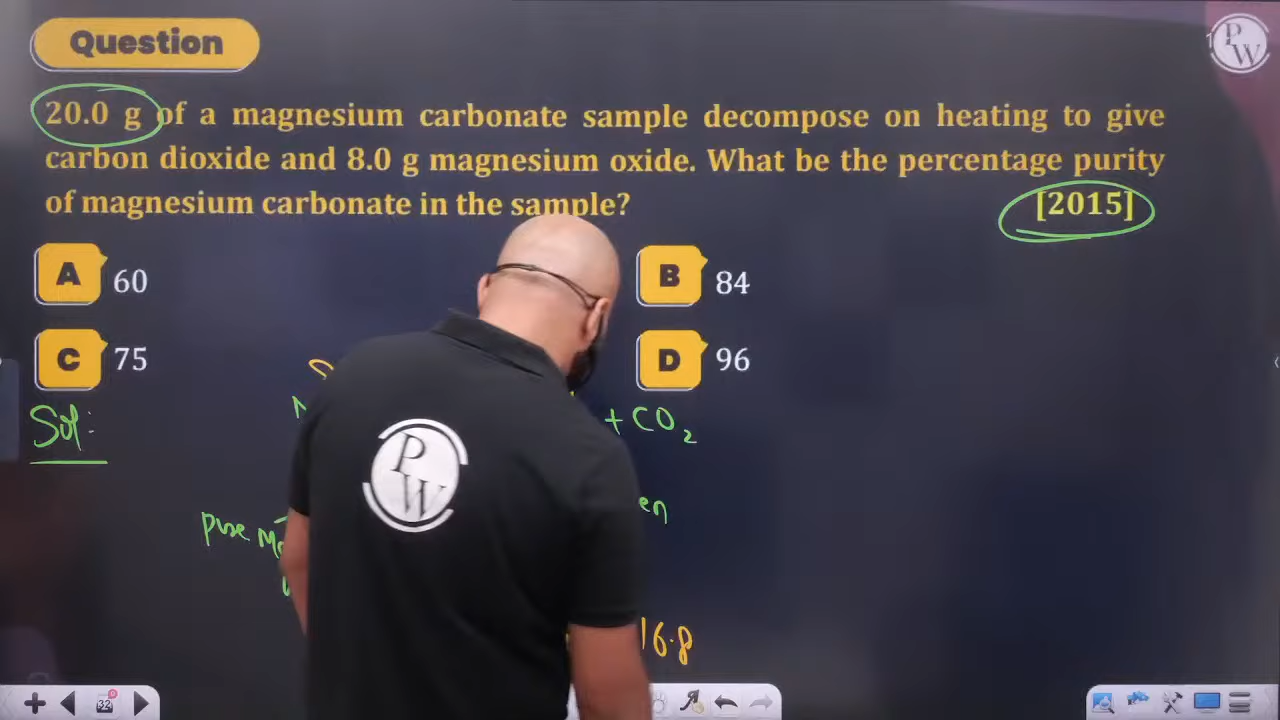 Question
P
W
20.0 g of a magnesium carbonate sample decompose on heating to give
carbon dioxide and 8.0 g magnesium oxide. What be the percentage purity
of magnesium carbonate in the sample?
[2015]
A 60
B 84
C 75
D 96
Sol:
+ CO2
P
W
pure
16.8
32